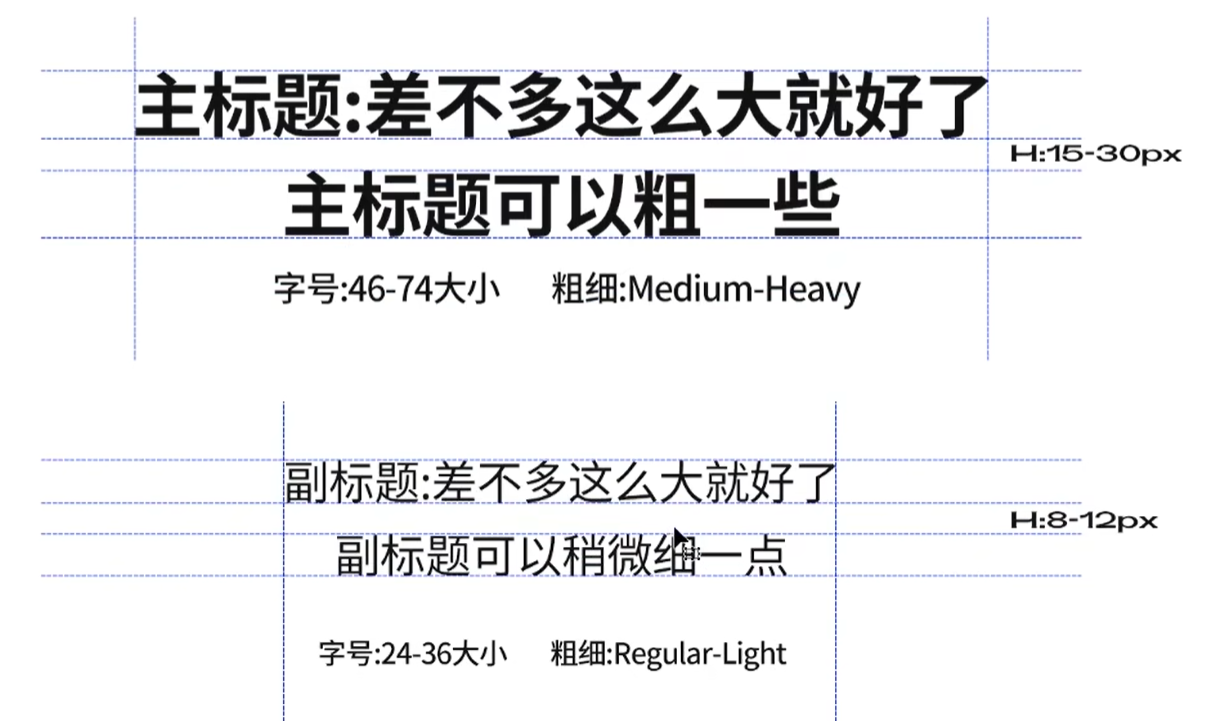 主标题:差不多这么大就好了
H:15-30px
主标题可以粗一些
字号:46-74大小 粗细:Medium-Heavy
副标题:差不多这么大就好了
H:8-12px
副标题可以稍微细一点
字号:24-36大小 粗细:Regular-Light